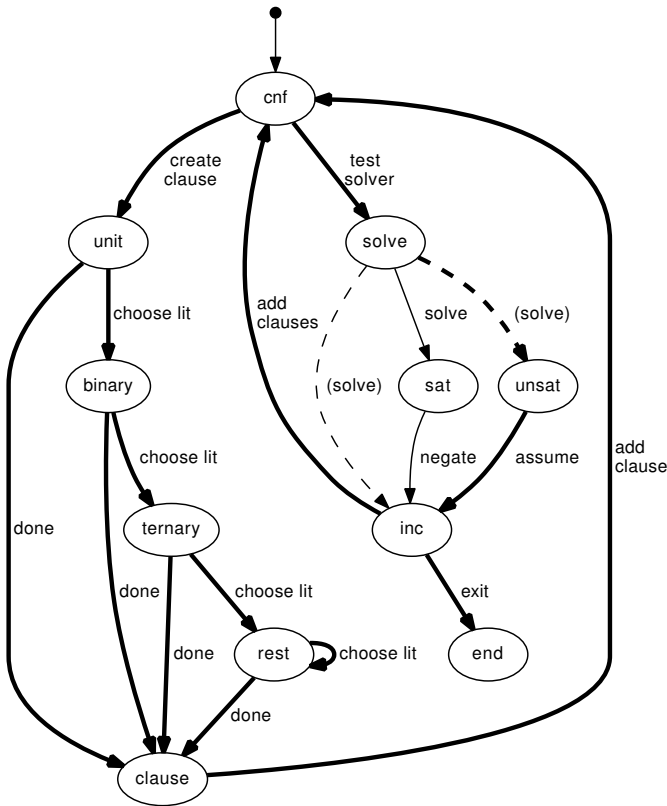 cnf
create
clause
test
solver
unit
solve
choose lit
add
clauses
solve
(solve)
(solve)
binary
sat
unsat
choose lit
negate
assume
add
clause
done
ternary
inc
done
choose lit
exit
done
rest
choose lit
end
done
clause